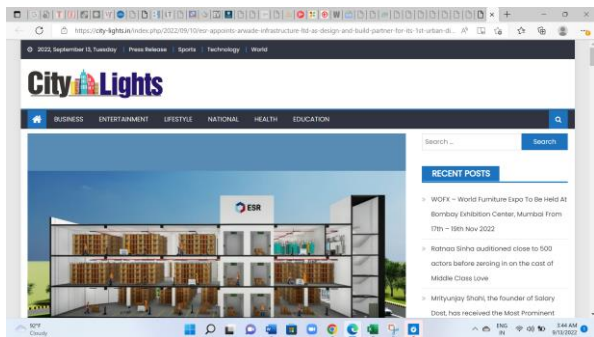 https://city-lights.in/index.php/2022/09/10/esr-appoints-arwade-infrastructure-ltd-as-design-and-build-partner-for-its-1st-urban-di...
2022, September 13, Tuesday Press Release Sports Technology World
City Lights
BUSINESS ENTERTAINMENT LIFESTYLE NATIONAL HEALTH EDUCATION
Search ... Search
RECENT POSTS
WOFX – World Furniture Expo To Be Held At
Bombay Exhibition Center, Mumbai From
17th – 19th Nov 2022
Ratnaa Sinha auditioned close to 500
actors before zeroing in on the cast of
Middle Class Love
Mrityunjay Shahi, the founder of Salary
Dost, has received the Most Prominent
ESR
90°F
Cloudy
ENG
IN
3:44 AM
9/13/2022